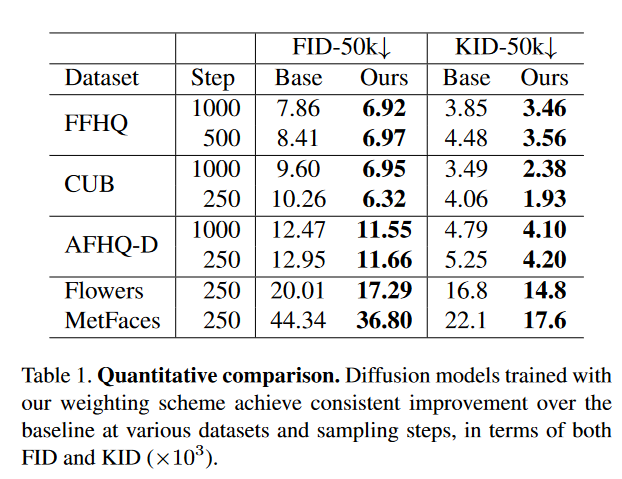 FID-50k↓ KID-50k↓
Dataset Step Base Ours Base Ours
FFHQ 1000 7.86 6.92 3.85 3.46
500 8.41 6.97 4.48 3.56
CUB 1000 9.60 6.95 3.49 2.38
250 10.26 6.32 4.06 1.93
AFHQ-D 1000 12.47 11.55 4.79 4.10
250 12.95 11.66 5.25 4.20
Flowers 250 20.01 17.29 16.8 14.8
MetFaces 250 44.34 36.80 22.1 17.6
Table 1. Quantitative comparison. Diffusion models trained with
our weighting scheme achieve consistent improvement over the
baseline at various datasets and sampling steps, in terms of both
FID and KID (×10³).